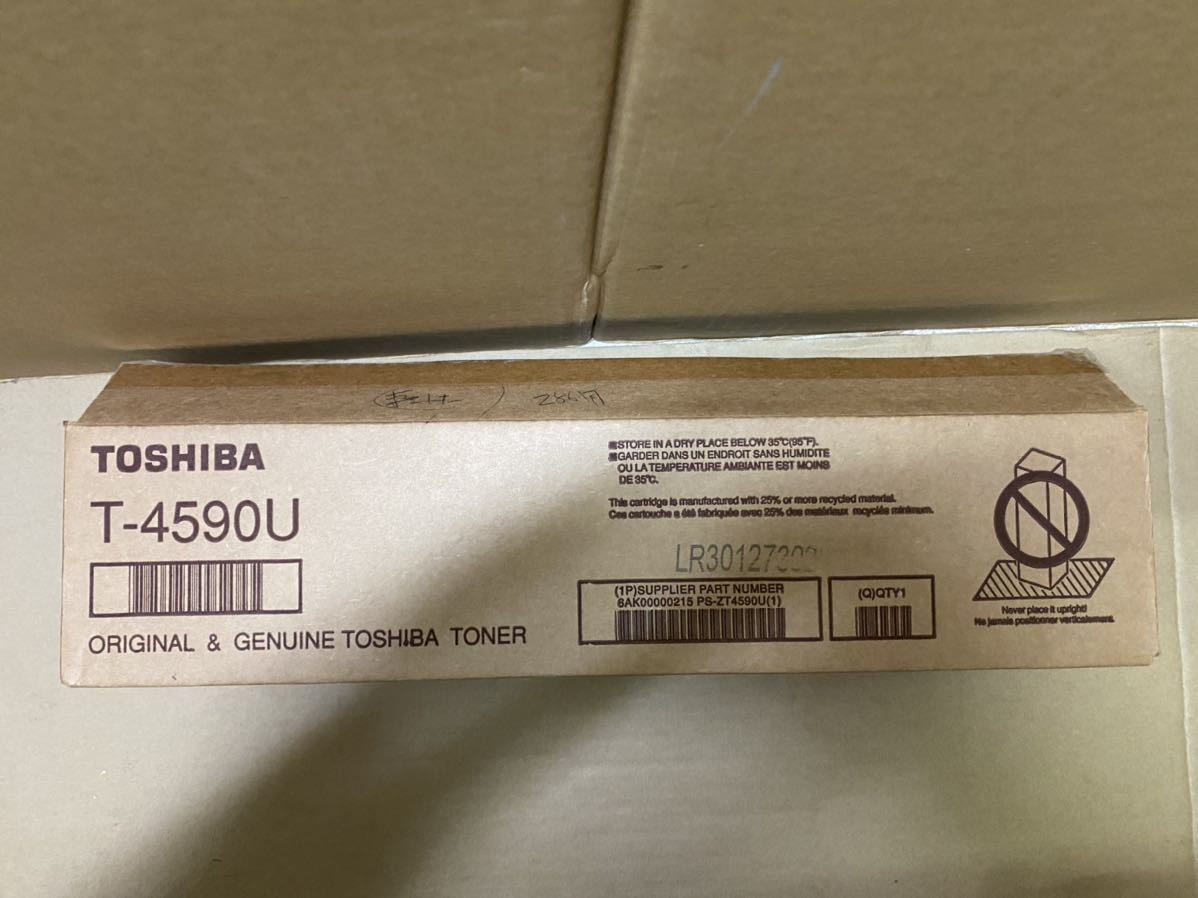 TOSHIBA
T-4590U
ORIGINAL & GENUINE TOSHIBA TONER
■STORE IN A DRY PLACE BELOW 35°C(95°F).
■GARDER DANS UN ENDROIT SANS HUMIDITE
OU LA TEMPERATURE AMBIANTE EST MOINS
DE 35°C.
This cartridge is manufactured with 25% or more recycled material.
Ces cartouche a été fabriquée avec 25% des matériaux recyclés minimum.
(1P)SUPPLIER PART NUMBER
6AK00000215 PS-ZT4590U(1)
(Q)QTY1
Never place it upright!
Ne jamais positionner verticalement.